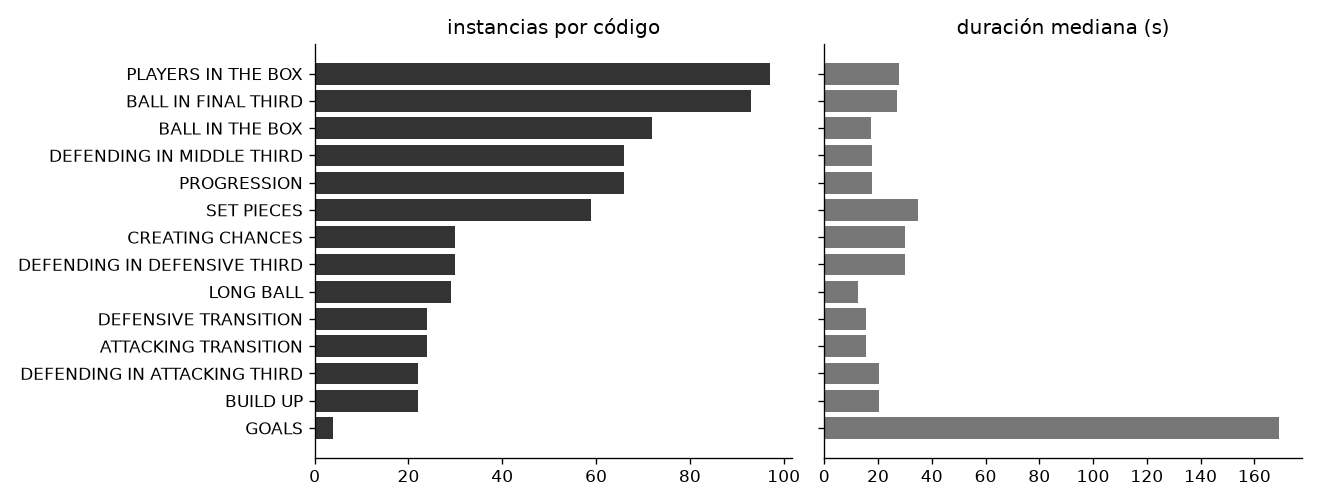 instancias por código
duración mediana (s)
PLAYERS IN THE BOX
BALL IN FINAL THIRD
BALL IN THE BOX
DEFENDING IN MIDDLE THIRD
PROGRESSION
SET PIECES
CREATING CHANCES
DEFENDING IN DEFENSIVE THIRD
LONG BALL
DEFENSIVE TRANSITION
ATTACKING TRANSITION
DEFENDING IN ATTACKING THIRD
BUILD UP
GOALS
0 20 40 60 80 100
0 20 40 60 80 100 120 140 160